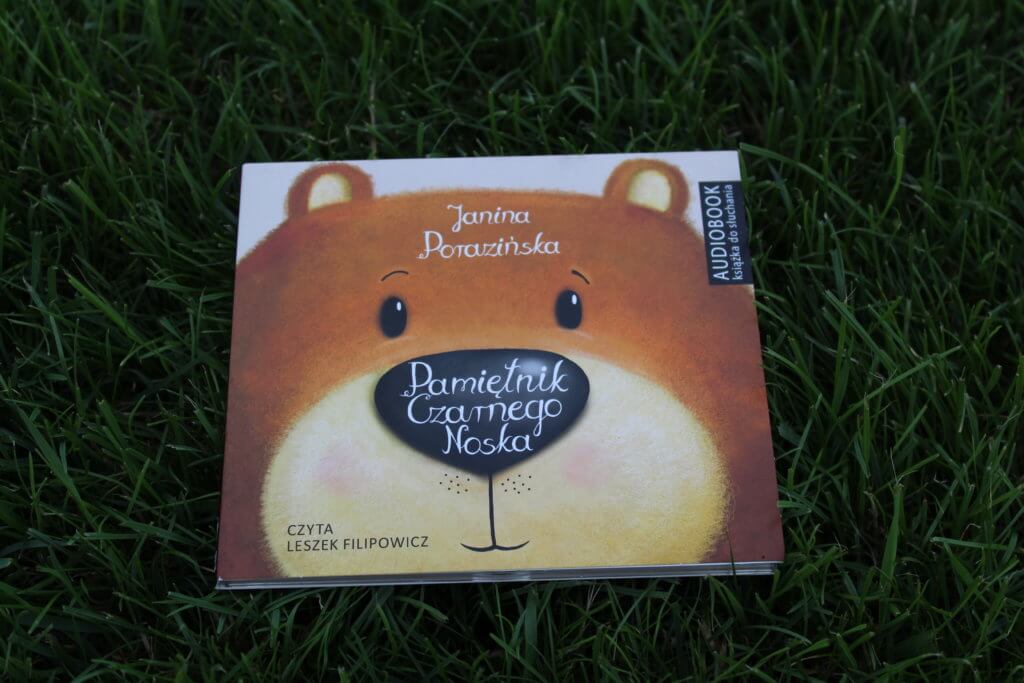 Janina
Porazińska
AUDIOBOOK
książka do słuchania
Pamiętnik
Czarnego
Noska
CZYTA
LESZEK FILIPOWICZ